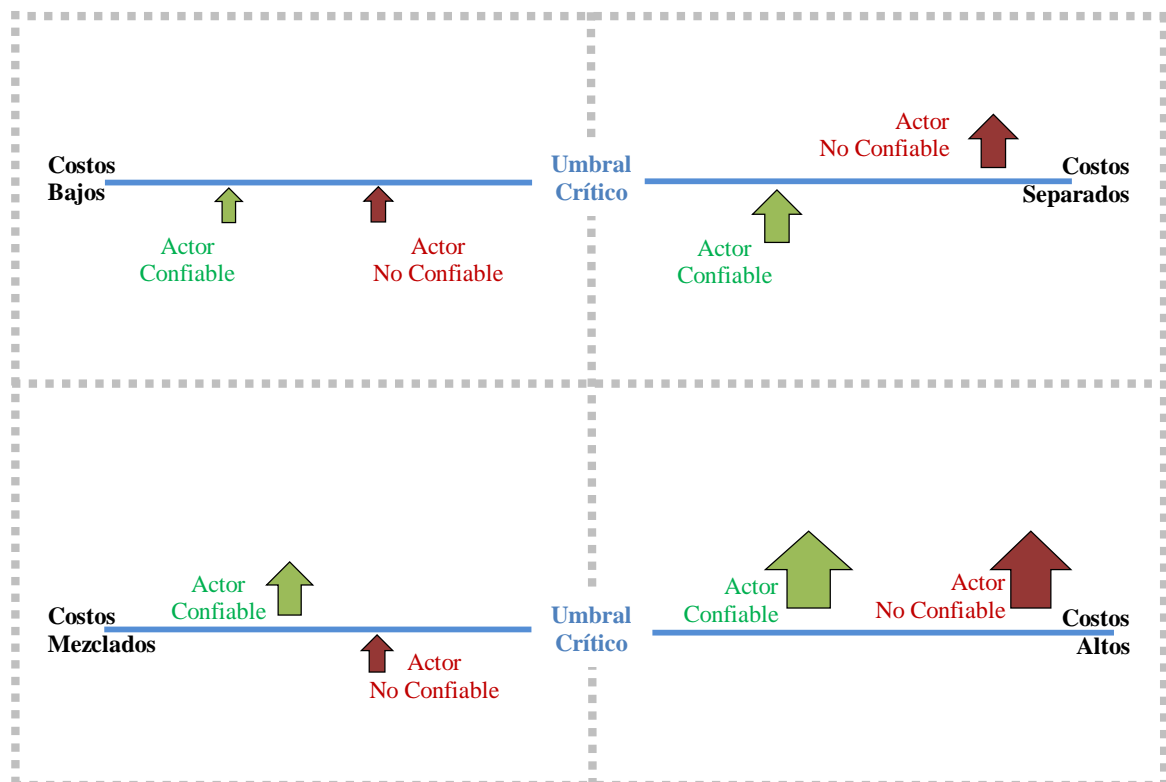 Costos
Bajos
Actor
Confiable
Actor
No Confiable
Umbral
Crítico
Actor
No Confiable
Actor
Confiable
Costos
Separados
Costos
Mezclados
Actor
Confiable
Actor
No Confiable
Umbral
Crítico
Actor
Confiable
Actor
No Confiable
Costos
Altos